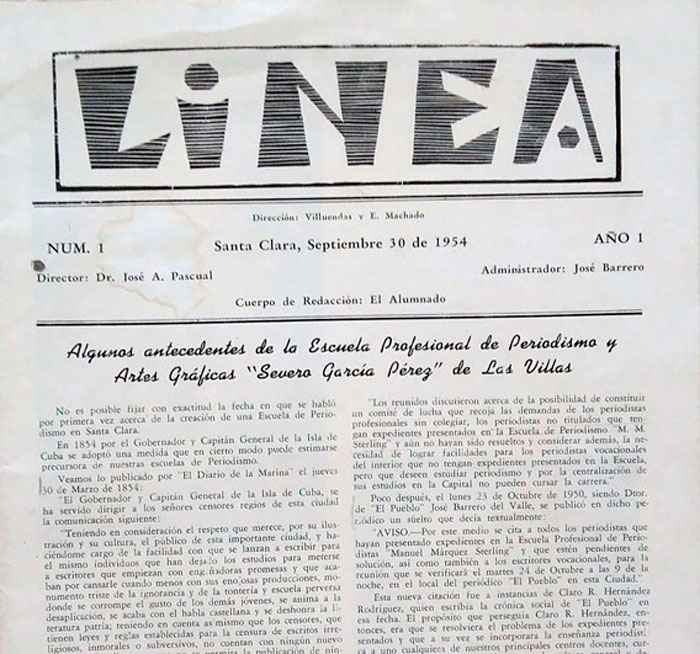 LiNEA
Dirección: Villuendas y E. Machado
NUM. 1
Santa Clara, Septiembre 30 de 1954
AÑO 1
Director: Dr. José A. Pascual
Administrador: José Barrero
Cuerpo de Redacción: El Alumnado
Algunos antecedentes de la Escuela Profesional de Periodismo y
Artes Gráficas "Severo García Pérez" de Las Villas
No es posible fijar con exactitud la fecha en que se habló
por primera vez acerca de la creación de una Escuela de Perio-
dismo en Santa Clara.
En 1854 por el Gobernador y Capitán General de la Isla de
Cuba se adoptó una medida que en cierto modo puede estimarse
precursora de nuestras escuelas de Periodismo.
Veamos lo publicado por "El Diario de la Marina" el jueves
30 de Marzo de 1854:
"El Gobernador y Capitán General de la Isla de Cuba, se
ha servido dirigir a los señores censores regios de esta ciudad
la comunicación siguiente:
"Teniendo en consideración el respeto que merece, por su ilus-
tración y su cultura, el público de esta importante ciudad, y ha-
ciéndome cargo de la facilidad con que se lanzan a escribir para
el mismo individuos que han dejado los estudios para meterse
a escritores que empiezan con engañadoras promesas y que aca-
ban por cansarle cuando menos con sus enojosas producciones, mo-
numento triste de la ignorancia y de la tontería y escuela perversa
donde se corrompe el gusto de los demás jóvenes, se anima a la
desaplicación, se acaba con el habla castellana y se deshonra la li-
teratura patria; teniendo en cuenta asímismo que los censores, que
tienen leyes y reglas establecidas para la censura de escritos irre-
ligiosos, inmorales o subversivos, no cuentan con ningún nuevo
"Los reunidos discutieron acerca de la posibilidad de constituir
un comité de lucha que recoja las demandas de los periodistas
profesionales sin colegiar, los periodistas no titulados que ten-
gan expedientes presentados en la Escuela de Periodismo "M. M.
Sterling" y aún no hayan sido resueltos y considerar además, la ne-
cesidad de lograr facilidades para los periodistas vocacionales
del interior que no tengan expedientes presentados en la Escuela,
pero que deseen estudiar periodismo y por la centralización de
sus estudios en la Capital no pueden cursar la carrera."
Poco después, el lunes 23 de Octubre de 1950, siendo Dtor.
de "El Pueblo" José Barrero del Valle, se publicó en dicho pe-
riódico un suelto que decía textualmente:
"AVISO.—Por este medio se cita a todos los periodistas que
hayan presentado expedientes en la Escuela Profesional de Perio-
distas "Manuel Márquez Sterling" y que estén pendientes de
solución, así como también a los escritores vocacionales, para la
reunión que se verificará el martes 24 de Octubre a las 9 de la
noche, en el local del periódico "El Pueblo" en esta Ciudad."
Esta nueva citación fue a instancias de Claro R. Hernández
Rodríguez, quien escribía la crónica social de "El Pueblo" en
esa fecha. El propósito que perseguía Claro R. Hernández, en-
tonces, era que se resolviera el problema de los expedientes pre-
sentados y que a su vez se incorporara la enseñanza periodísti-
ca a uno cualquiera de nuestros principales centros docentes, cur-